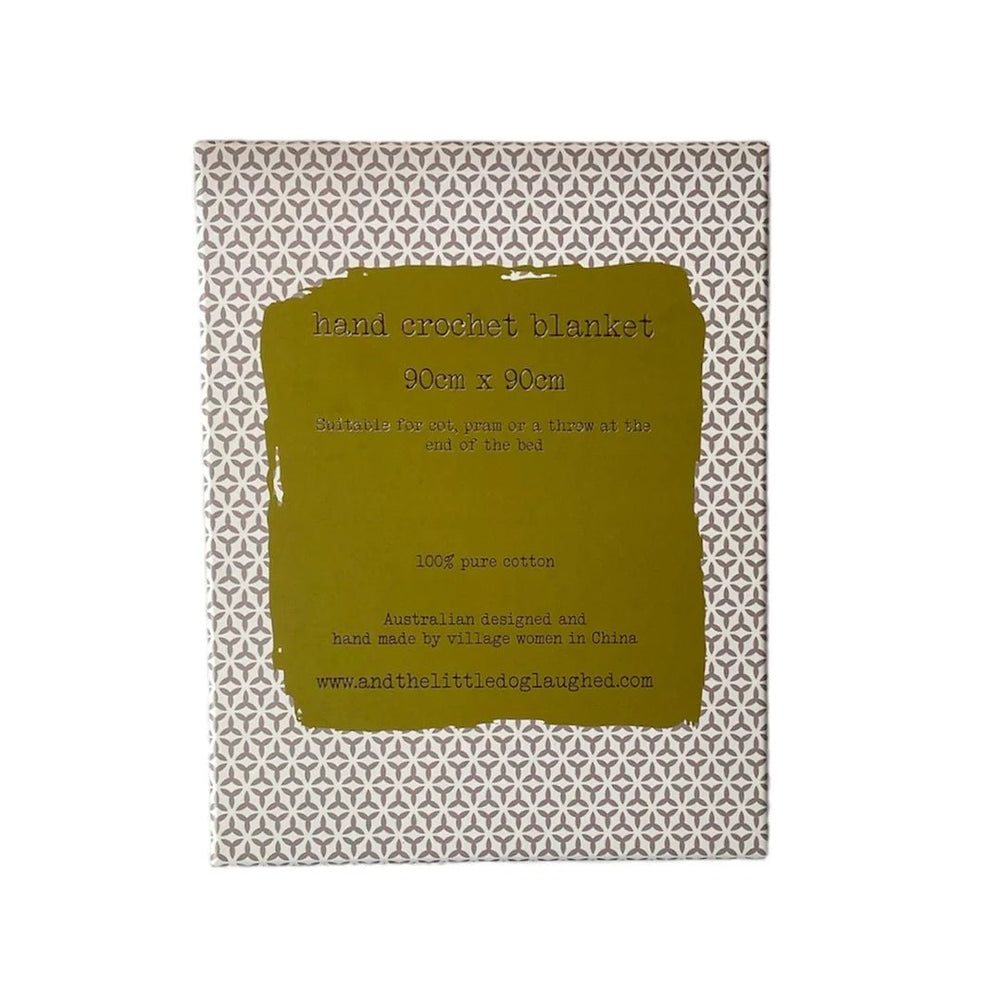 hand crochet blanket
90cm x 90cm
Suitable for cot, pram or a throw at the
end of the bed
100% pure cotton
Australian designed and
hand made by village women in China
www.andthelittledoglaughed.com